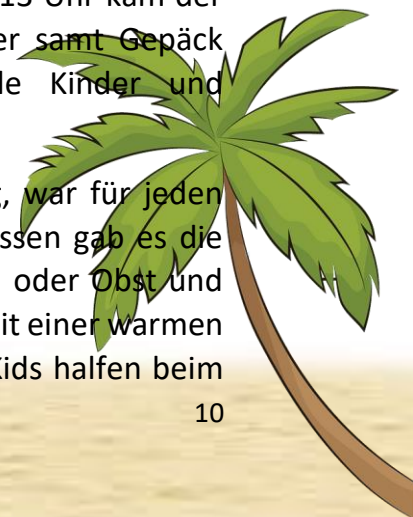 15 Uhr kam der
er samt Gepäck
le Kinder und
g, war für jeden
ssen gab es die
oder Obst und
it einer warmen
Kids halfen beim
10